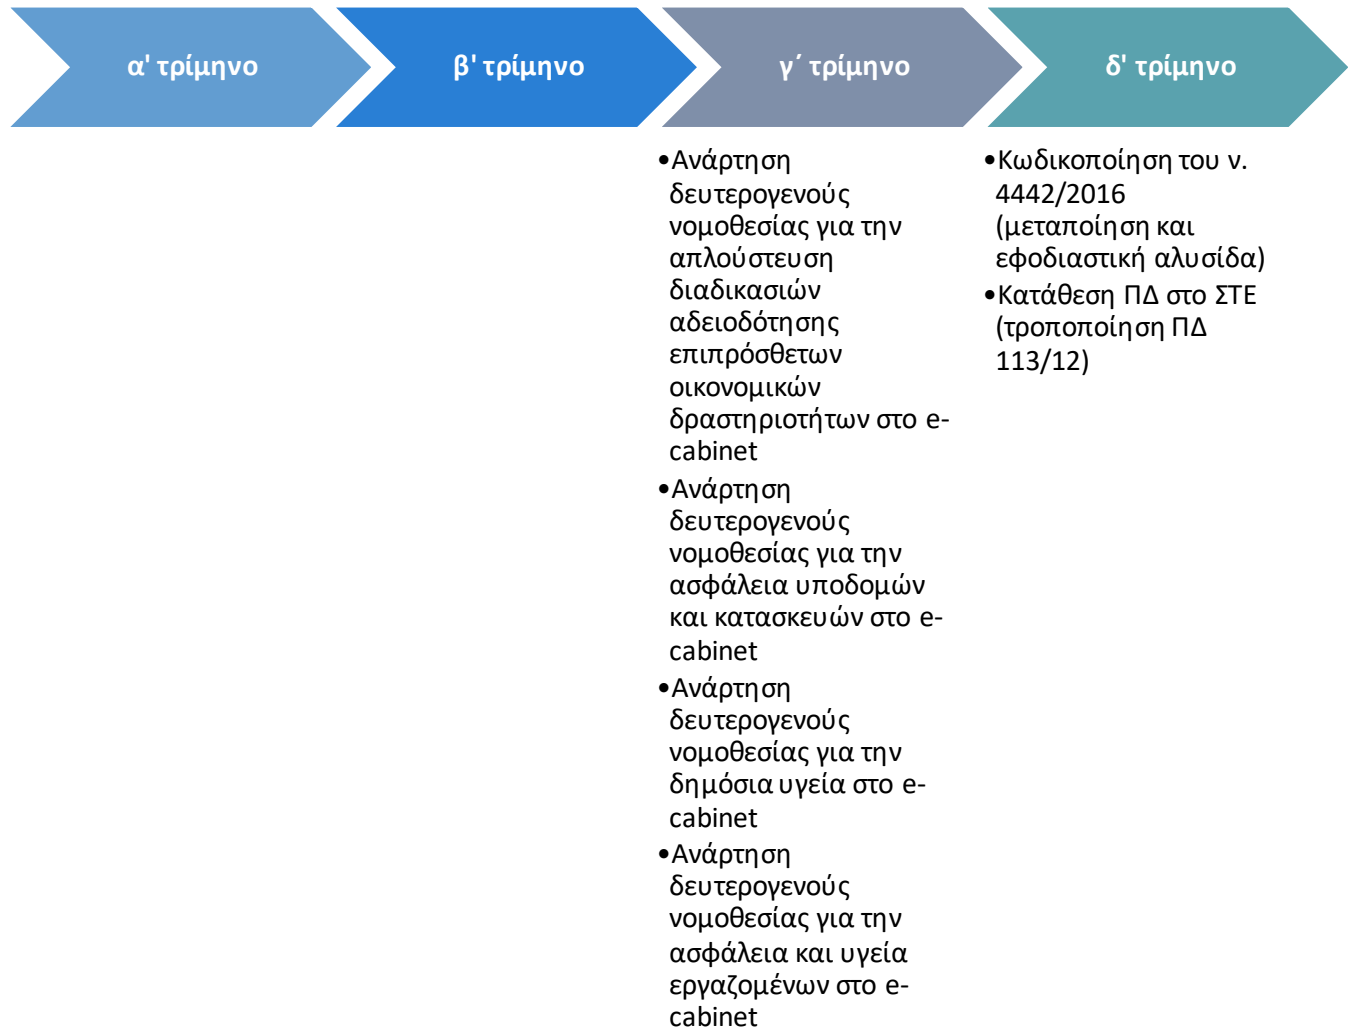 α' τρίμηνο
β' τρίμηνο
γ΄ τρίμηνο
δ' τρίμηνο
•Ανάρτηση
δευτερογενούς
νομοθεσίας για την
απλούστευση
διαδικασιών
αδειοδότησης
επιπρόσθετων
οικονομικών
δραστηριοτήτων στο e-
cabinet
•Ανάρτηση
δευτερογενούς
νομοθεσίας για την
ασφάλεια υποδομών
και κατασκευών στο e-
cabinet
•Ανάρτηση
δευτερογενούς
νομοθεσίας για την
δημόσια υγεία στο e-
cabinet
•Ανάρτηση
δευτερογενούς
νομοθεσίας για την
ασφάλεια και υγεία
εργαζομένων στο e-
cabinet
•Κωδικοποίηση του ν.
4442/2016
(μεταποίηση και
εφοδιαστική αλυσίδα)
•Κατάθεση ΠΔ στο ΣΤΕ
(τροποποίηση ΠΔ
113/12)